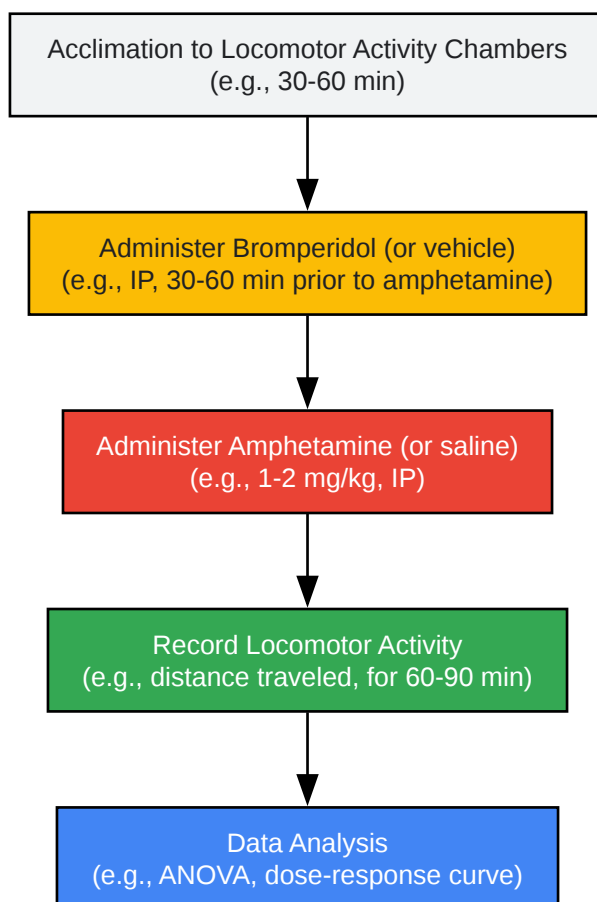 Acclimation to Locomotor Activity Chambers
(e.g., 30-60 min)
Administer Bromperidol (or vehicle)
(e.g., IP, 30-60 min prior to amphetamine)
Administer Amphetamine (or saline)
(e.g., 1-2 mg/kg, IP)
Record Locomotor Activity
(e.g., distance traveled, for 60-90 min)
Data Analysis
(e.g., ANOVA, dose-response curve)